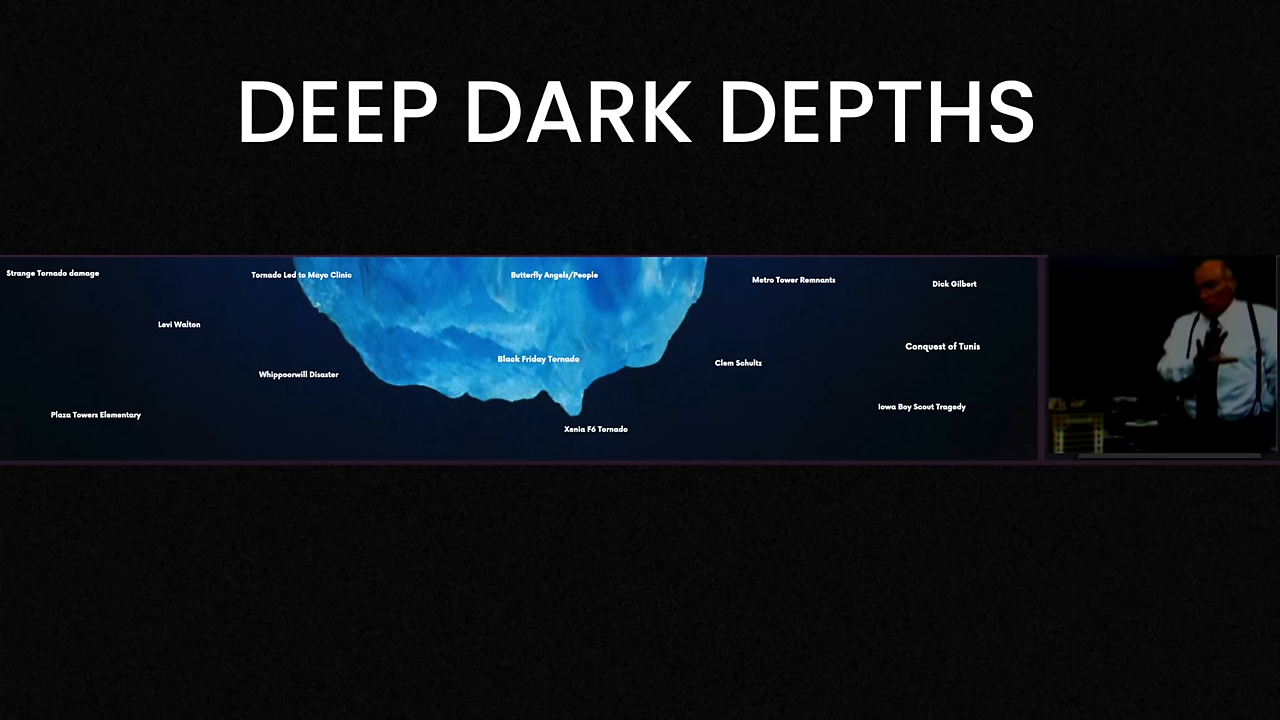 DEEP DARK DEPTHS
Strange Tornado damage
Tornado Led to Mayo Clinic
Butterfly Angels/People
Metro Tower Remnants
Dick Gilbert
Levi Walton
Conquest of Tunis
Black Friday Tornado
Clem Schultz
Whippoorwill Disaster
Iowa Boy Scout Tragedy
Plaza Towers Elementary
Xenia F6 Tornado